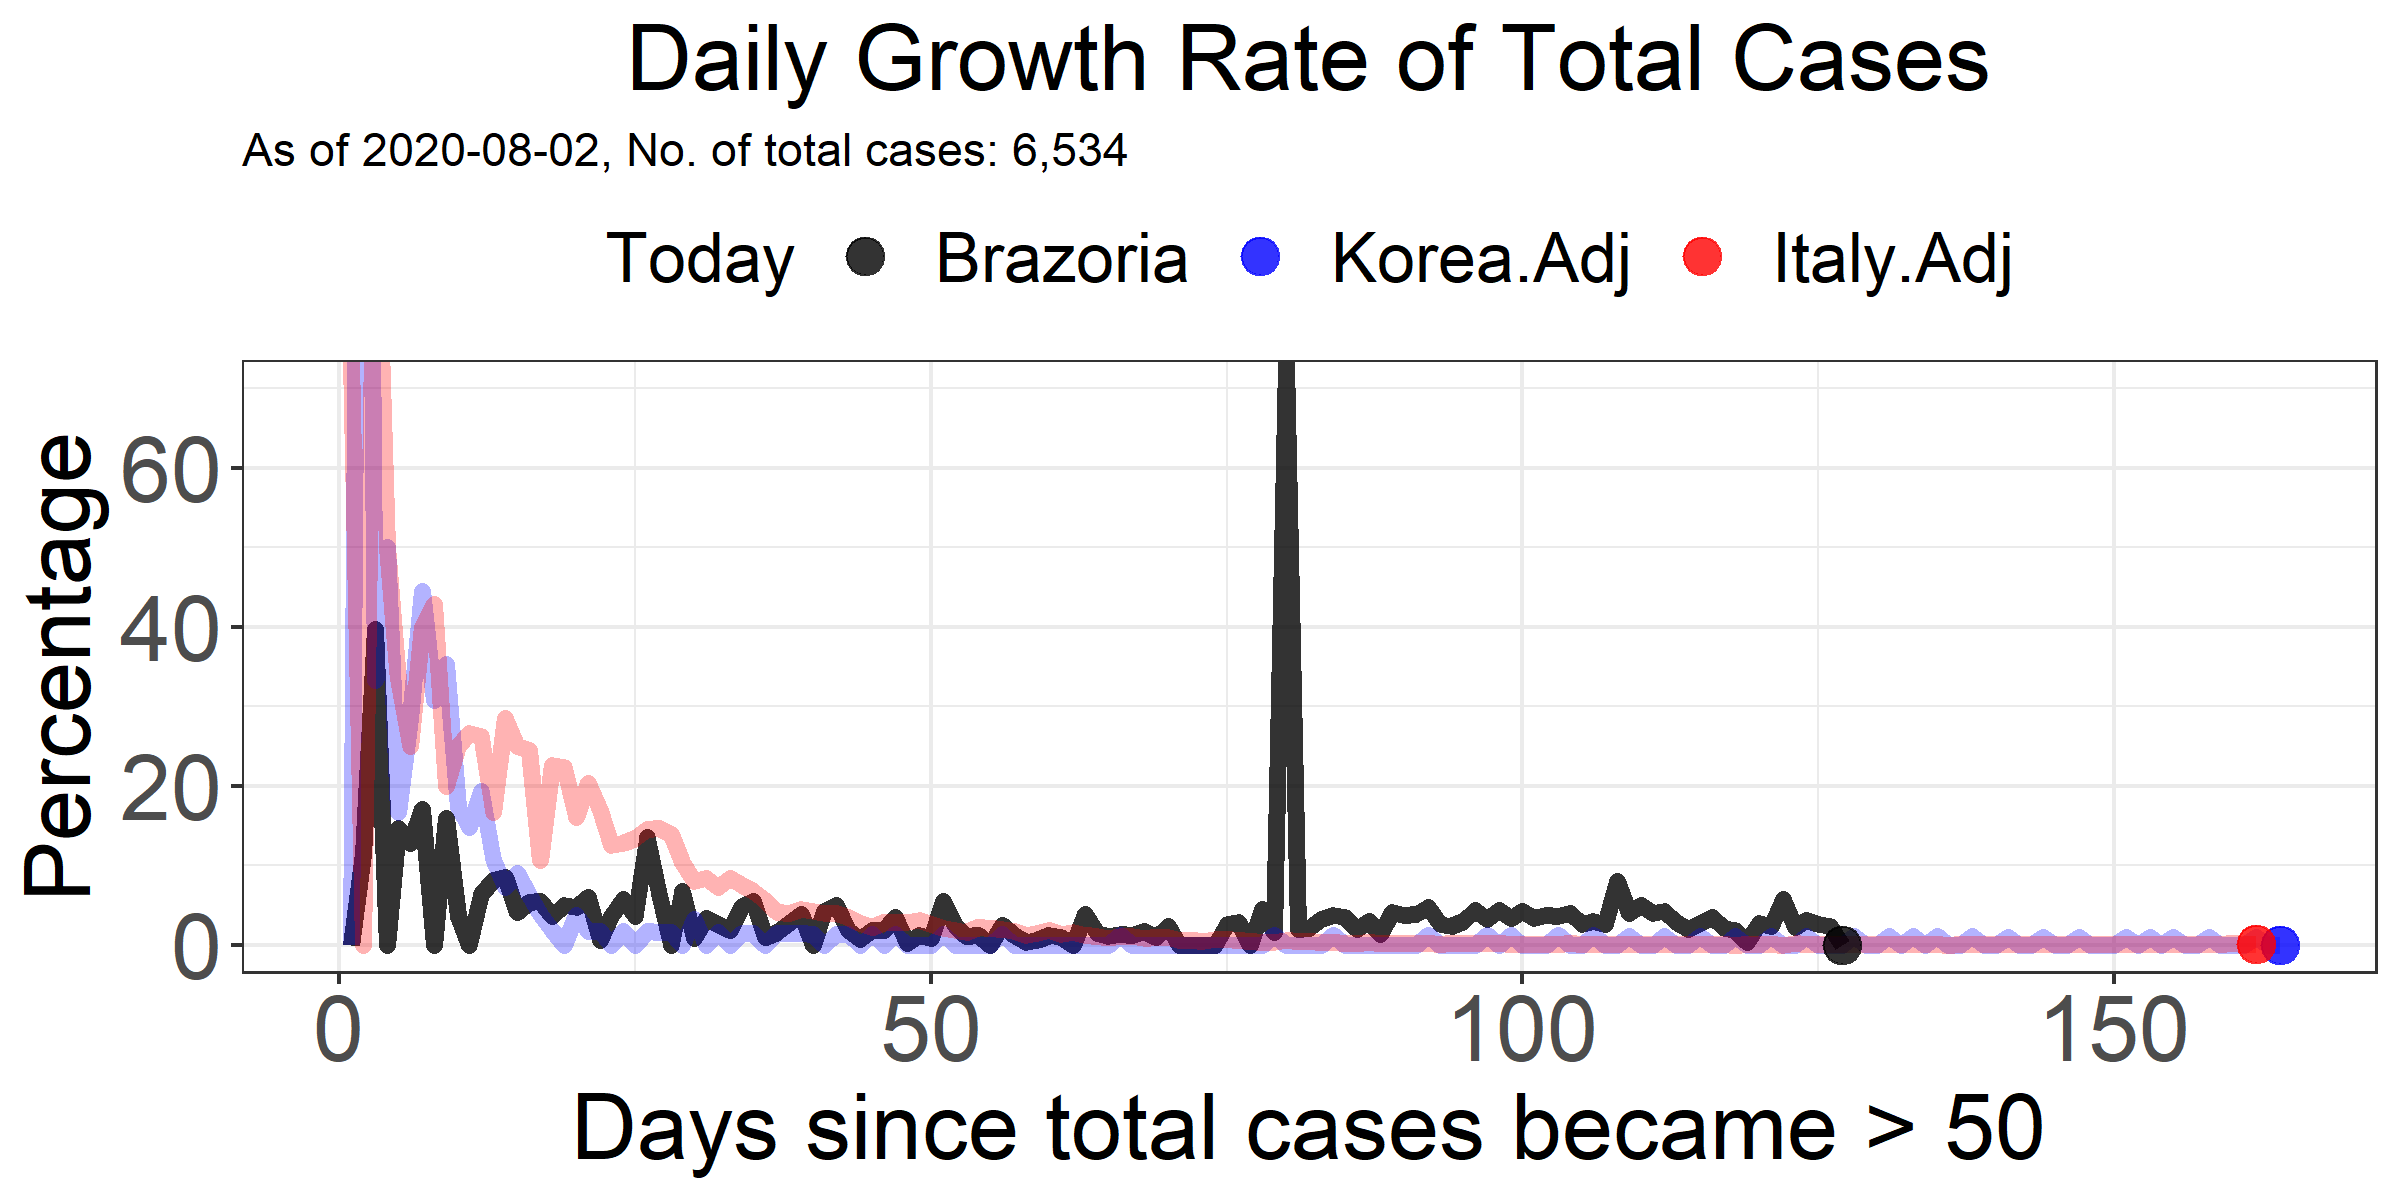 Daily Growth Rate of Total Cases
As of 2020-08-02, No. of total cases: 6,534
Today Brazoria Korea.Adj Italy.Adj
Percentage
60
40
20
0
0 50 100 150
Days since total cases became > 50